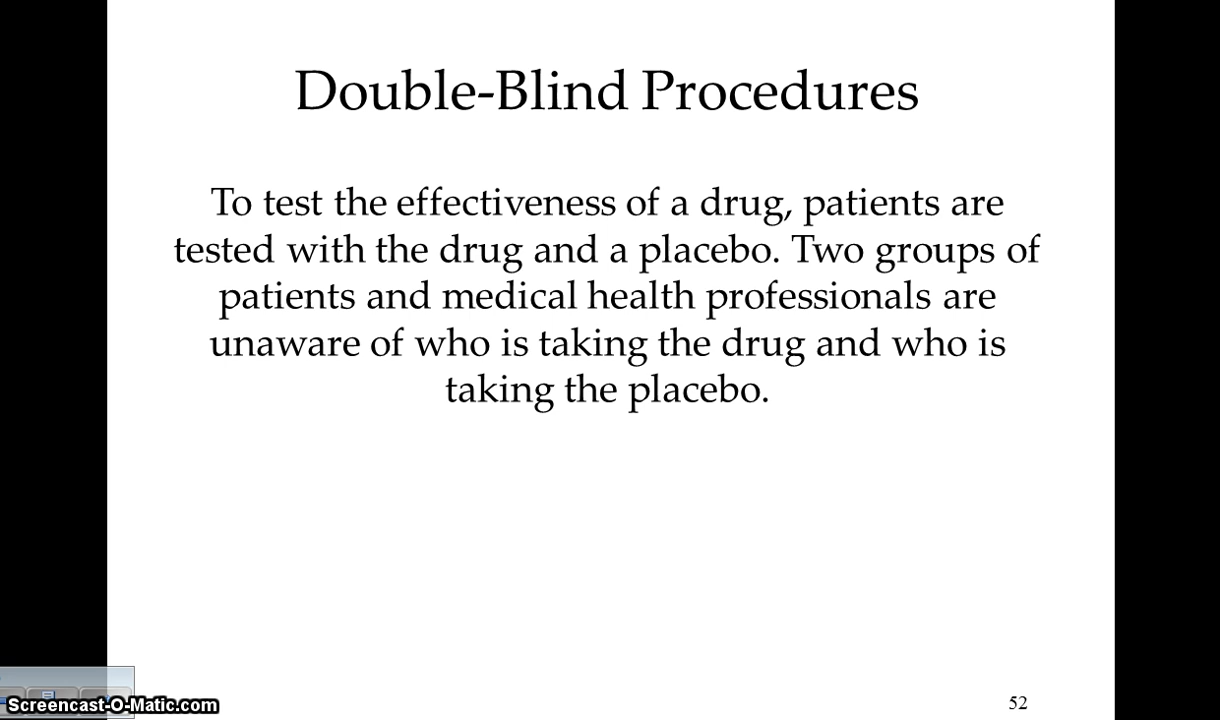 Double-Blind Procedures
To test the effectiveness of a drug, patients are
tested with the drug and a placebo. Two groups of
patients and medical health professionals are
unaware of who is taking the drug and who is
taking the placebo.
Screencast-O-Matic.com
52